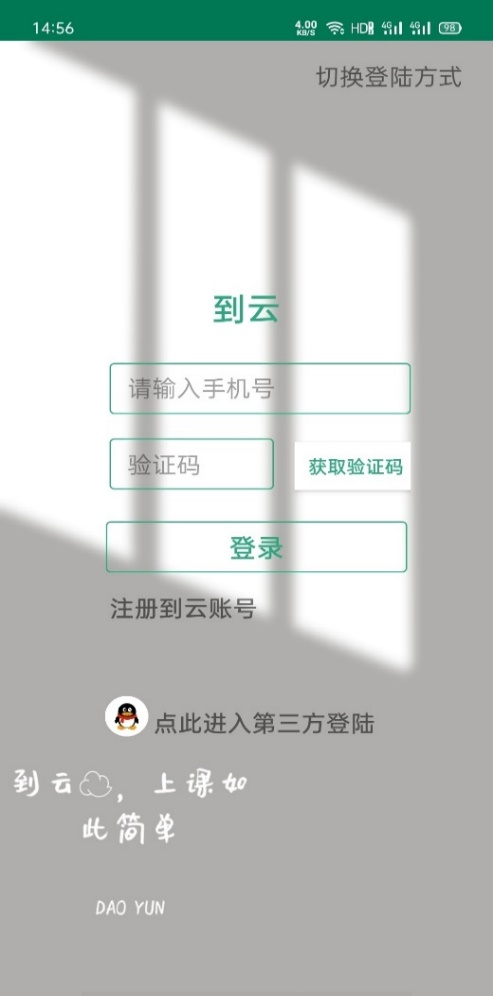 14:56 4.00 KB/S HD 4G 4G 98
切换登陆方式
到云
请输入手机号
验证码 获取验证码
登录
注册到云账号
点此进入第三方登陆
到云，上课如
此简单
DAO YUN